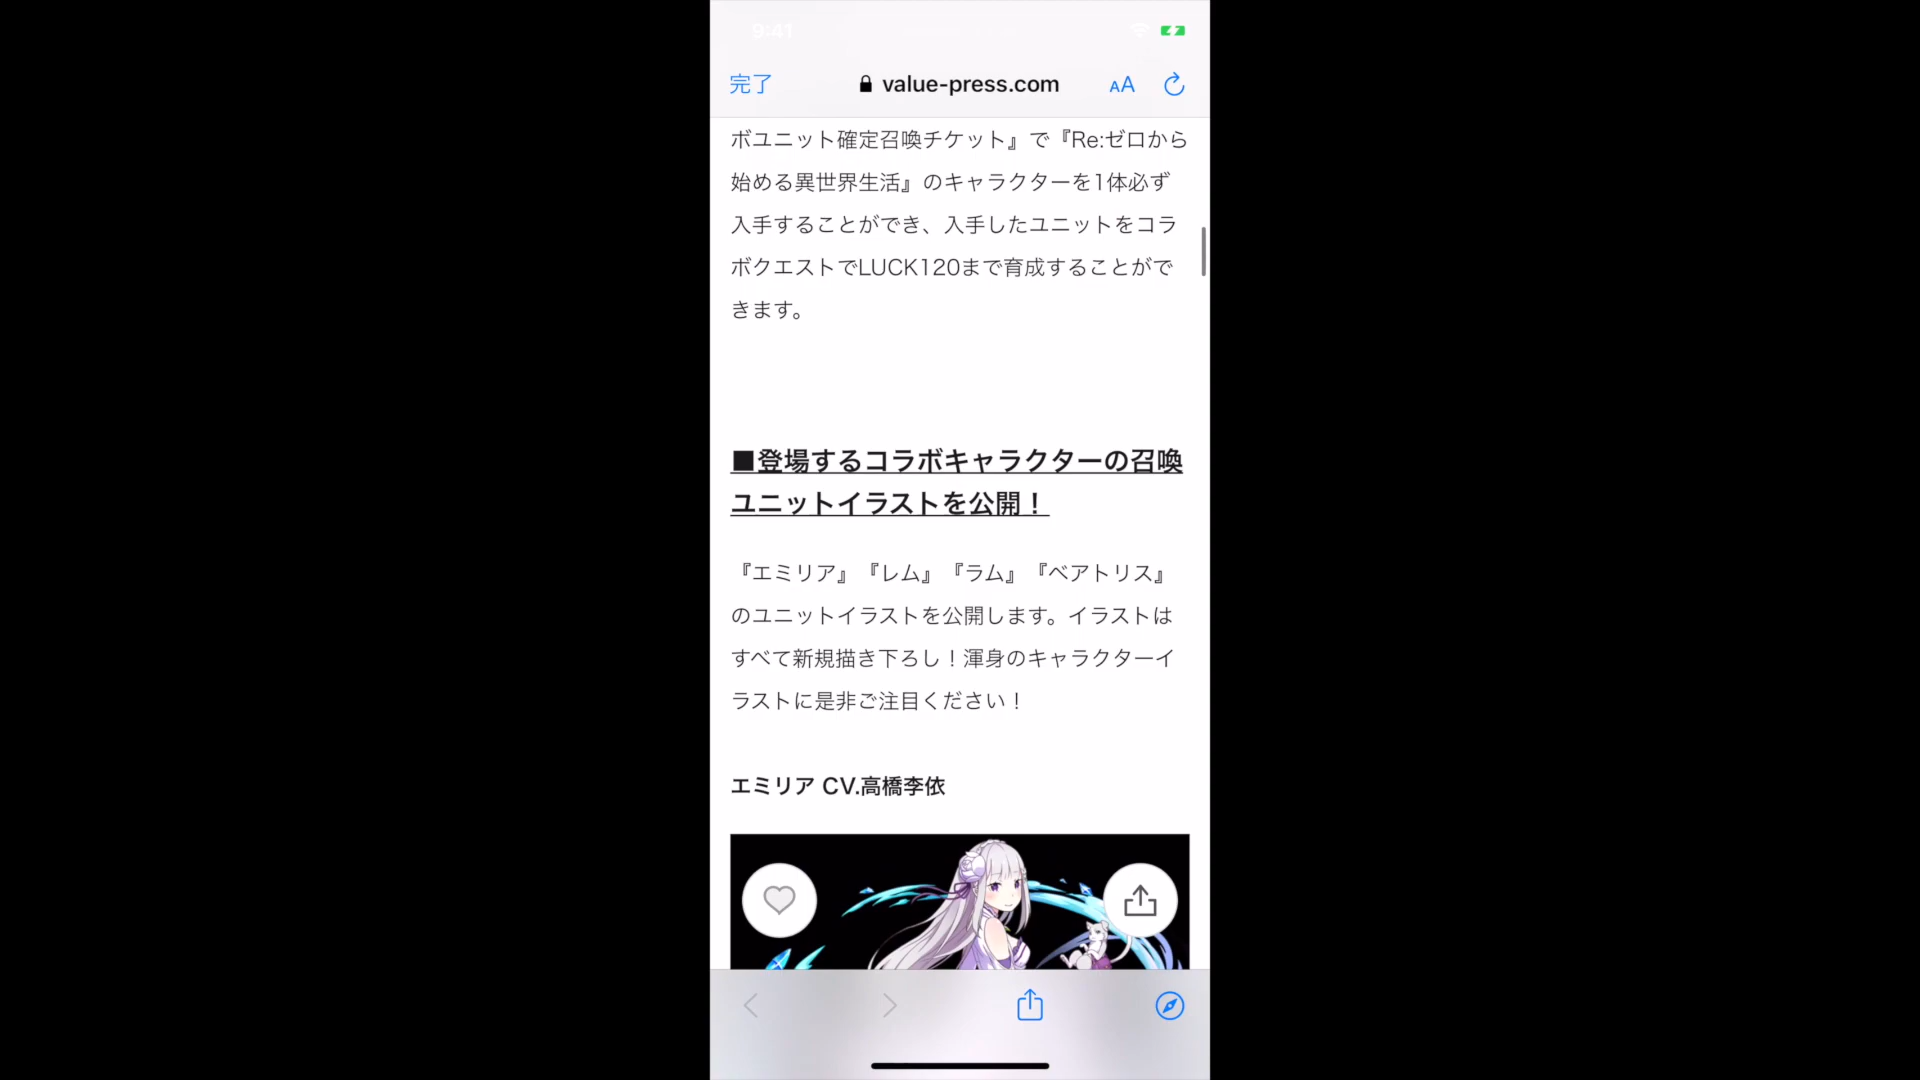 9:41
完了 value-press.com AA
ボユニット確定召喚チケット』で『Re:ゼロから
始める異世界生活』のキャラクターを1体必ず
入手することができ、入手したユニットをコラ
ボクエストでLUCK120まで育成することがで
きます。
■登場するコラボキャラクターの召喚
ユニットイラストを公開！
『エミリア』『レム』『ラム』『ベアトリス』
のユニットイラストを公開します。イラストは
すべて新規描き下ろし！渾身のキャラクターイ
ラストに是非ご注目ください！
エミリア CV.高橋李依